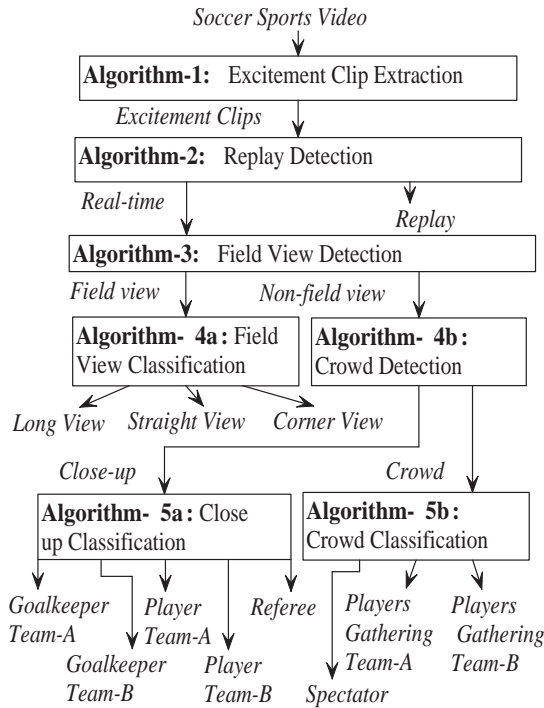 Soccer Sports Video
Algorithm-1: Excitement Clip Extraction
Excitement Clips
Algorithm-2: Replay Detection
Real-time
Replay
Algorithm-3: Field View Detection
Field view
Non-field view
Algorithm- 4a: Field
View Classification
Algorithm- 4b:
Crowd Detection
Long View
Straight View
Corner View
Close-up
Crowd
Algorithm- 5a: Close
up Classification
Algorithm- 5b:
Crowd Classification
Goalkeeper
Team-A
Goalkeeper
Team-B
Player
Team-A
Player
Team-B
Referee
Spectator
Players
Gathering
Team-A
Players
Gathering
Team-B